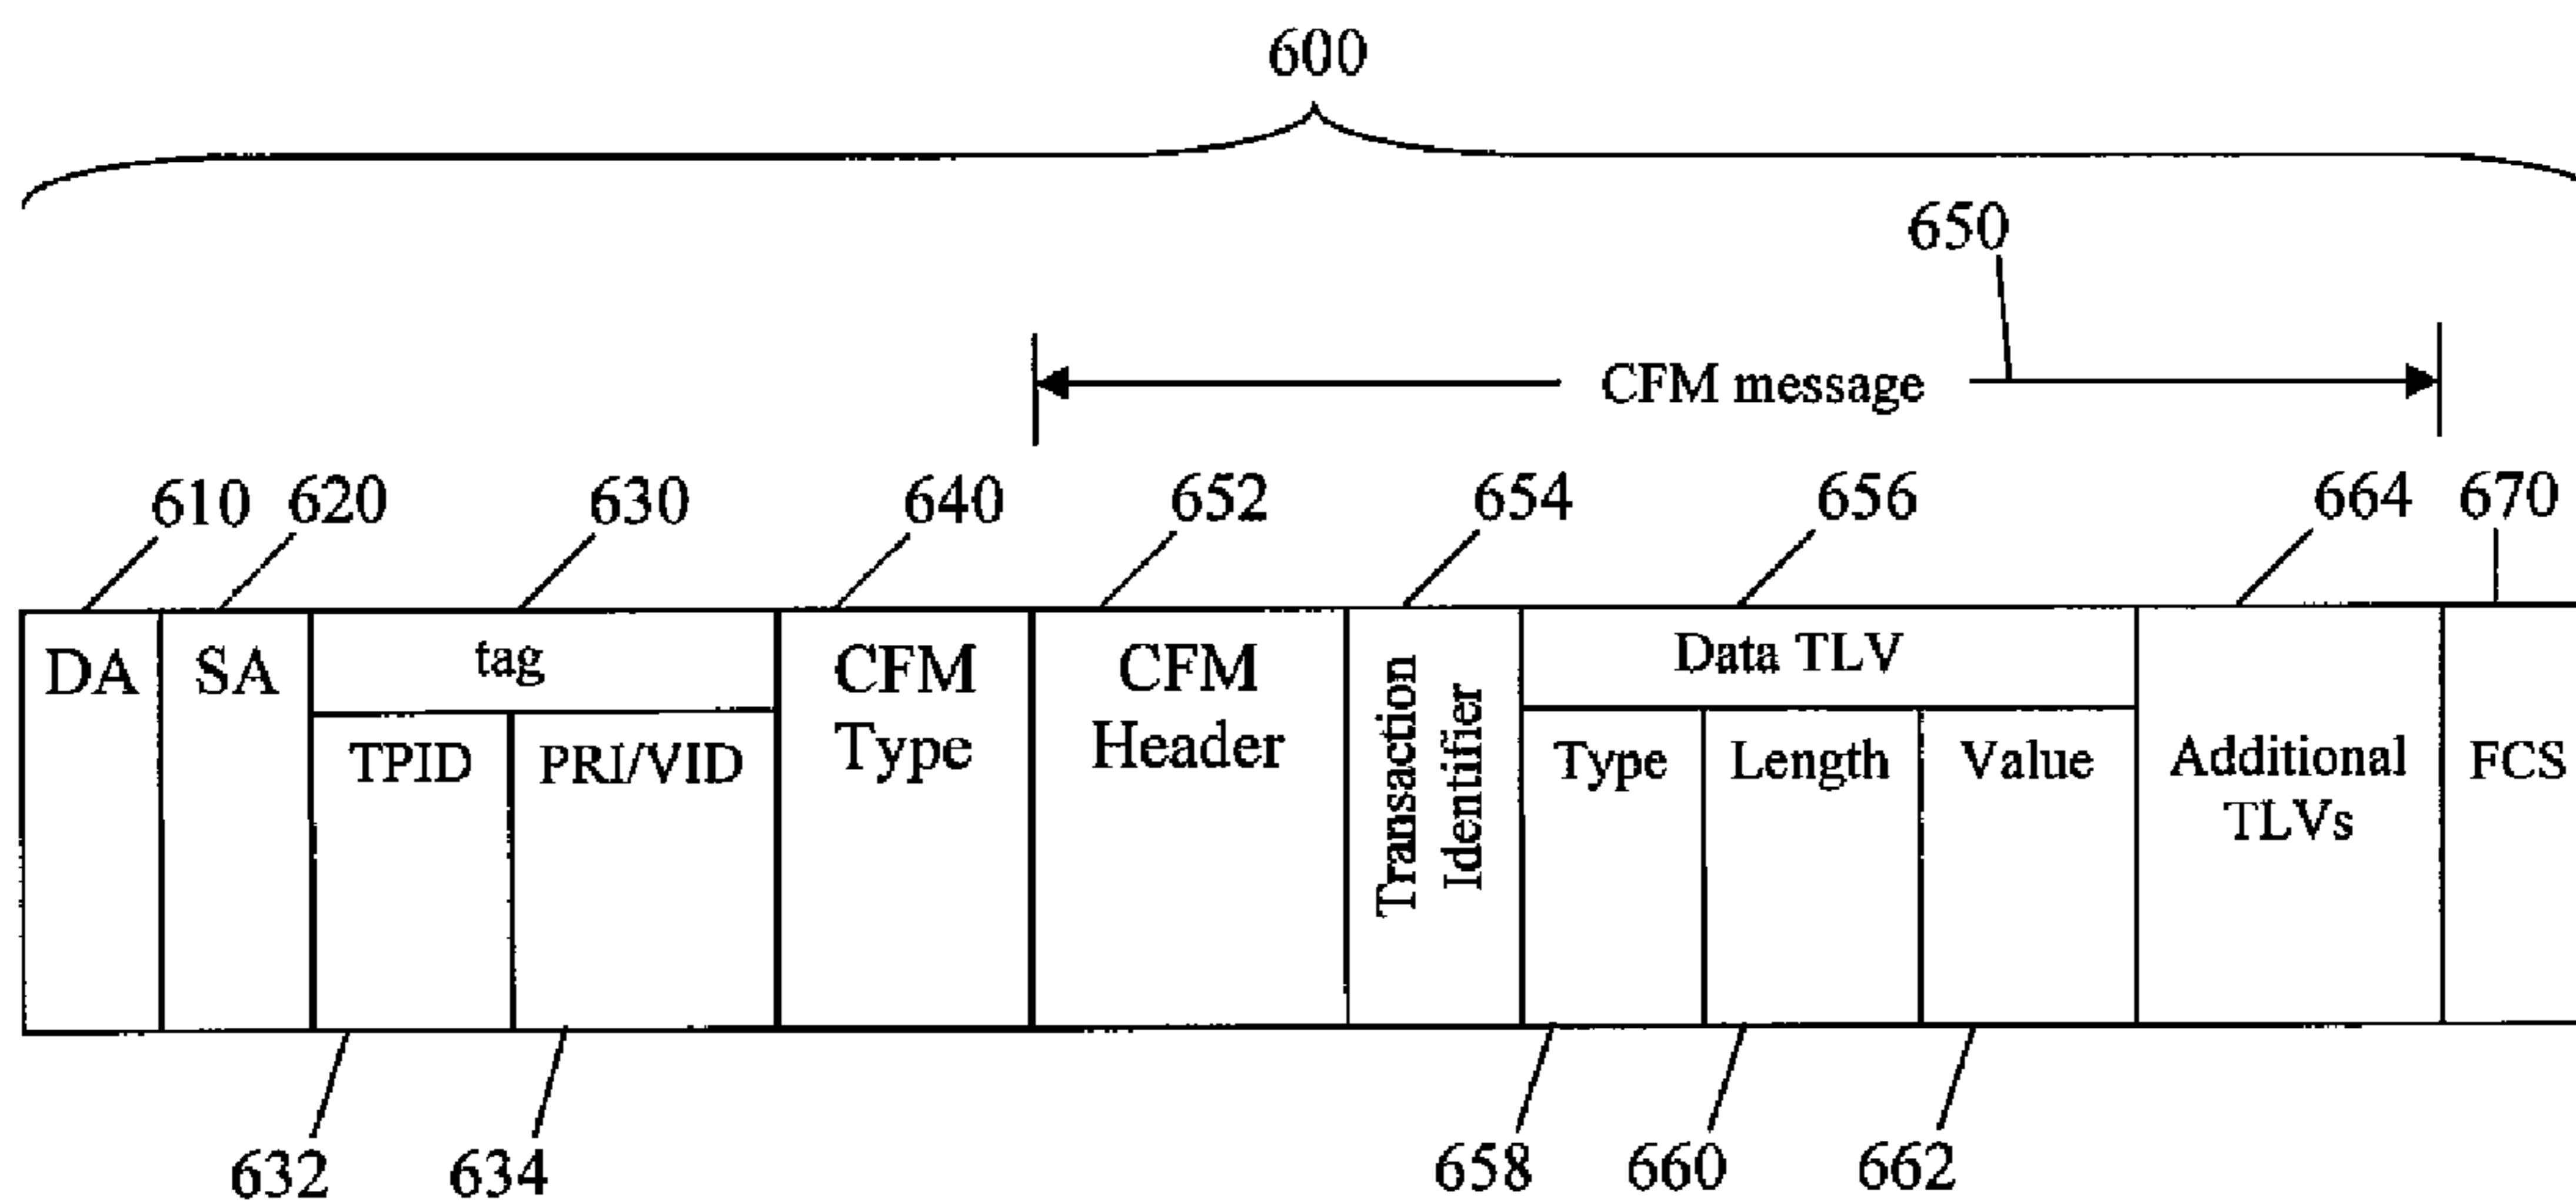 600
650
CFM message
610 620 630 640 652 654 656 664 670
DA SA tag CFM Type CFM Header Transaction Identifier Data TLV Additional TLVs FCS
TPID PRI/VID Type Length Value
632 634 658 660 662